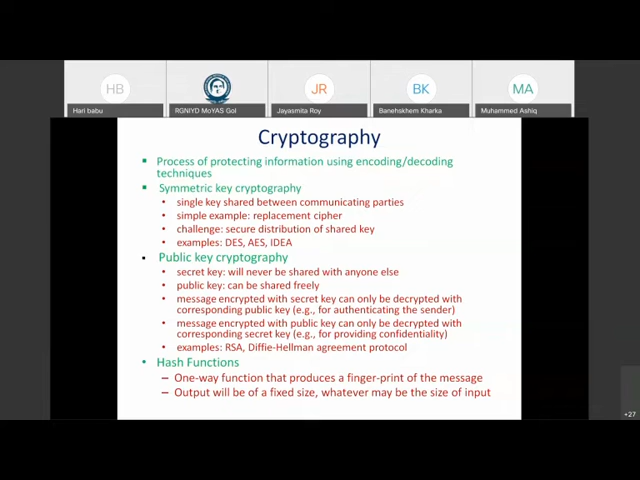 HB
JR
BK
MA
Hari babu
RGNIYD MoYAS GoI
Jayasmita Roy
Banehskhem Kharka
Muhammed Ashiq
Cryptography
Process of protecting information using encoding/decoding
techniques
Symmetric key cryptography
• single key shared between communicating parties
• simple example: replacement cipher
• challenge: secure distribution of shared key
• examples: DES, AES, IDEA
• Public key cryptography
• secret key: will never be shared with anyone else
• public key: can be shared freely
• message encrypted with secret key can only be decrypted with
corresponding public key (e.g., for authenticating the sender)
• message encrypted with public key can only be decrypted with
corresponding secret key (e.g., for providing confidentiality)
• examples: RSA, Diffie-Hellman agreement protocol
• Hash Functions
– One-way function that produces a finger-print of the message
– Output will be of a fixed size, whatever may be the size of input
+27